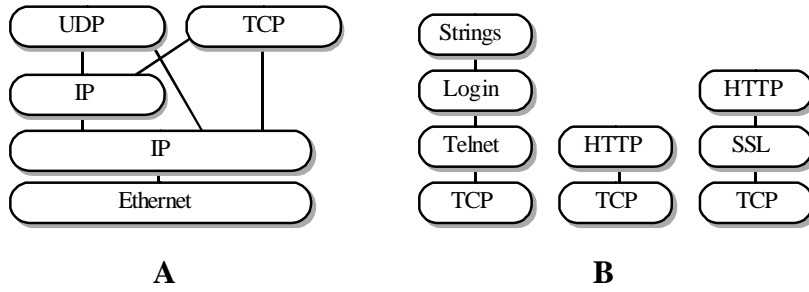 UDP
TCP
IP
IP
Ethernet
A
Strings
Login
Telnet
TCP
HTTP
TCP
HTTP
SSL
TCP
B